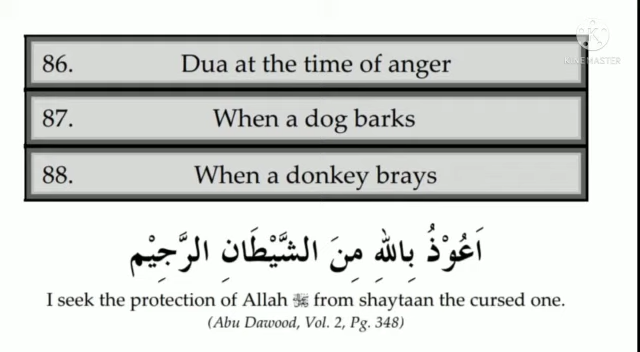 KINEMASTER
86. Dua at the time of anger
87. When a dog barks
88. When a donkey brays
اَعُوْذُ بِاللهِ مِنَ الشَّيْطَانِ الرَّجِيْم
I seek the protection of Allah ﷻ from shaytaan the cursed one.
(Abu Dawood, Vol. 2, Pg. 348)